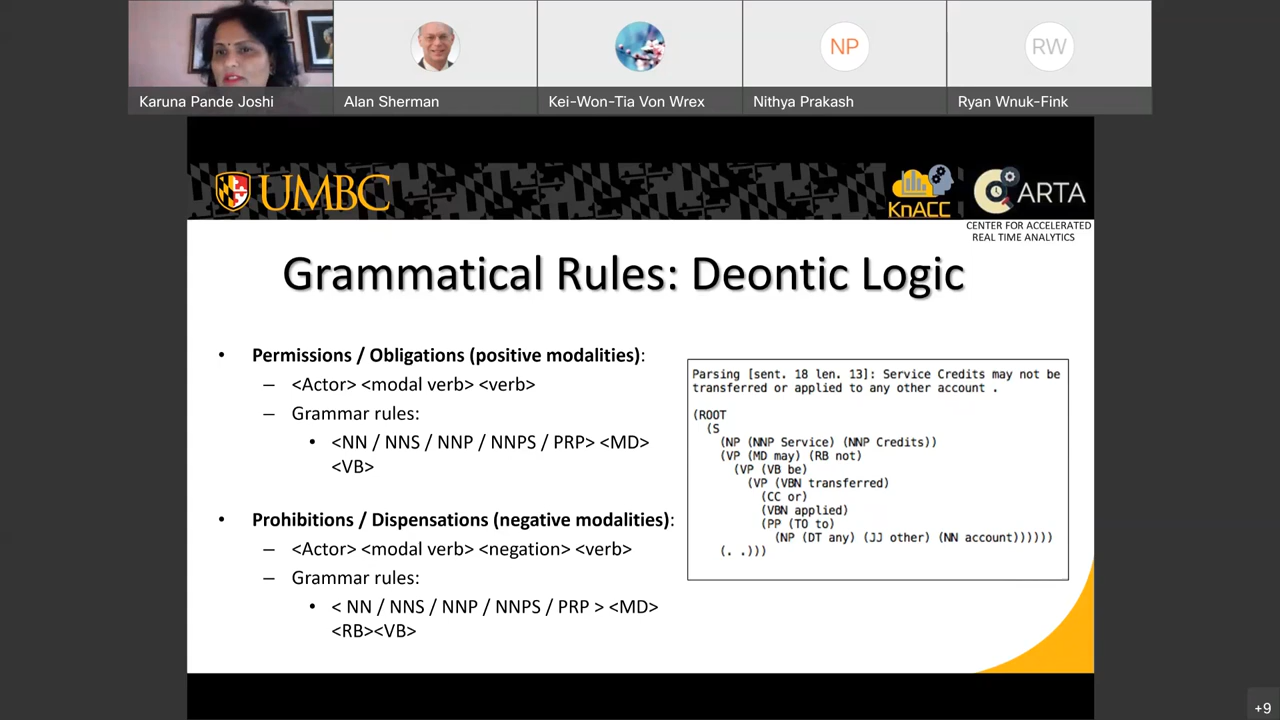 Karuna Pande Joshi
Alan Sherman
Kei-Won-Tia Von Wrex
NP
Nithya Prakash
RW
Ryan Wnuk-Fink
UMBC
KnACC
CARTA
CENTER FOR ACCELERATED
REAL TIME ANALYTICS
Grammatical Rules: Deontic Logic
• Permissions / Obligations (positive modalities):
– <Actor> <modal verb> <verb>
– Grammar rules:
• <NN / NNS / NNP / NNPS / PRP> <MD>
<VB>
• Prohibitions / Dispensations (negative modalities):
– <Actor> <modal verb> <negation> <verb>
– Grammar rules:
• < NN / NNS / NNP / NNPS / PRP > <MD>
<RB><VB>
Parsing [sent. 18 len. 13]: Service Credits may not be
transferred or applied to any other account .
(ROOT
(S
(NP (NNP Service) (NNP Credits))
(VP (MD may) (RB not)
(VP (VB be)
(VP (VBN transferred)
(CC or)
(VBN applied)
(PP (TO to)
(NP (DT any) (JJ other) (NN account))))))
(. .)))
+9